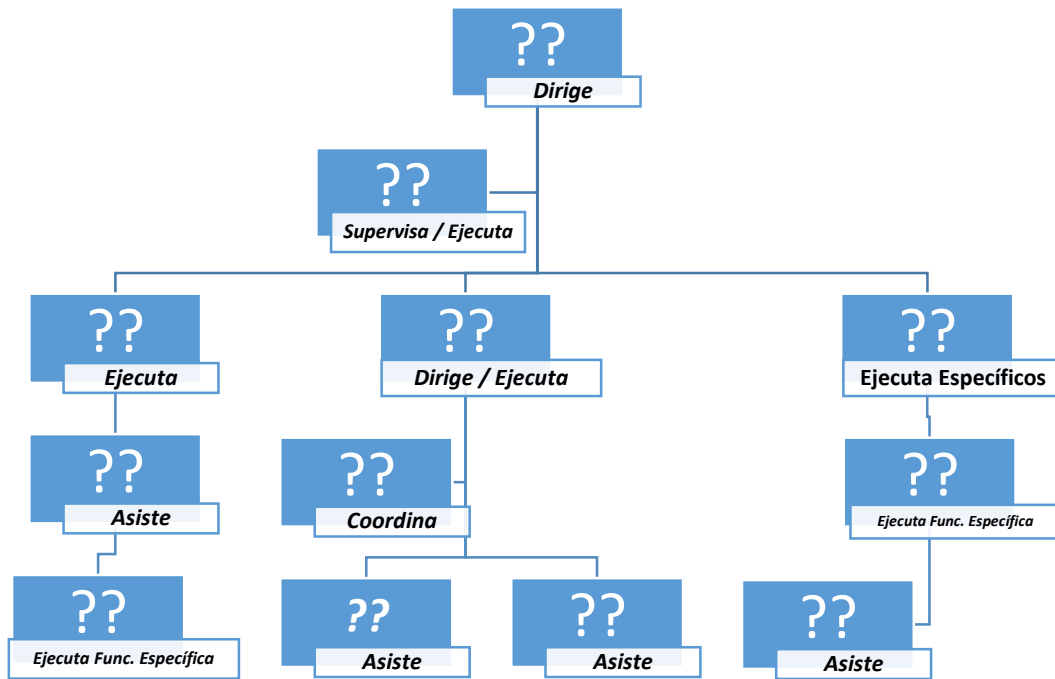 ??
Dirige
??
Supervisa / Ejecuta
??
Ejecuta
??
Dirige / Ejecuta
??
Ejecuta Específicos
??
Asiste
??
Coordina
??
Ejecuta Func. Específica
??
Ejecuta Func. Específica
??
Asiste
??
Asiste
??
Asiste